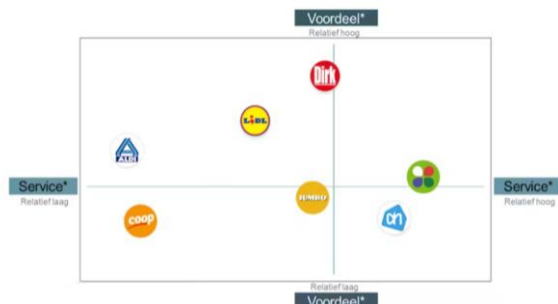 Voordeel*
Relatief hoog
Dirk
LIDL
ALDI
Service*
Relatief laag
Service*
Relatief hoog
JUMBO
coop
ah
Relatief laag
Voordeel*